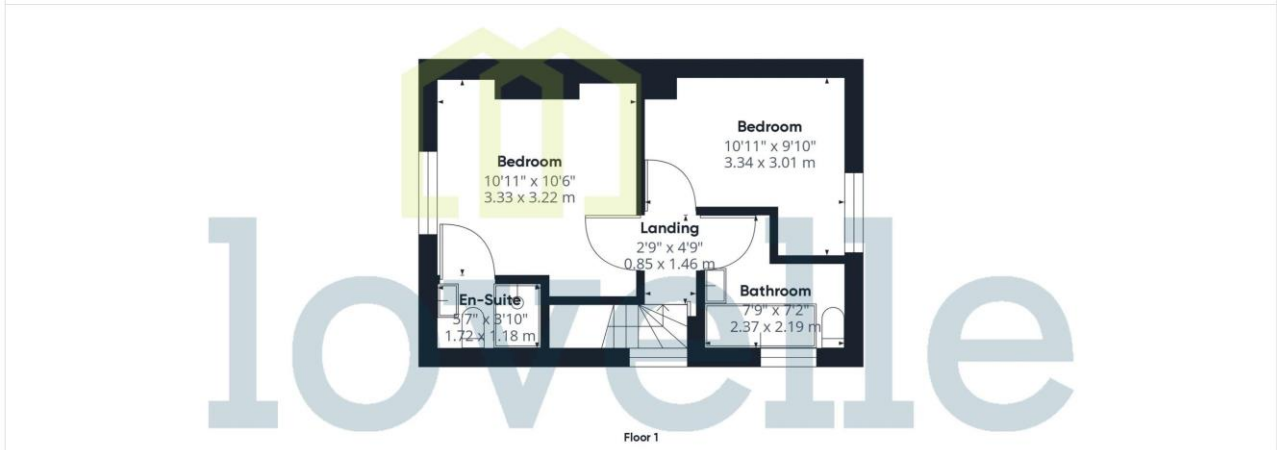 Bedroom
10'11" x 10'6"
3.33 x 3.22 m
Bedroom
10'11" x 9'10"
3.34 x 3.01 m
Landing
2'9" x 4'9"
0.85 x 1.46 m
En-Suite
5'7" x 3'10"
1.72 x 1.18 m
Bathroom
7'9" x 7'2"
2.37 x 2.19 m
lovelle
Floor 1